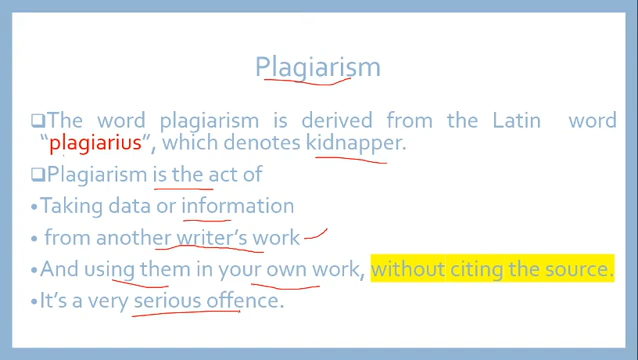 Plagiarism
❑The word plagiarism is derived from the Latin word
“plagiarius”, which denotes kidnapper.
❑Plagiarism is the act of
•Taking data or information
• from another writer’s work
•And using them in your own work, without citing the source.
•It’s a very serious offence.